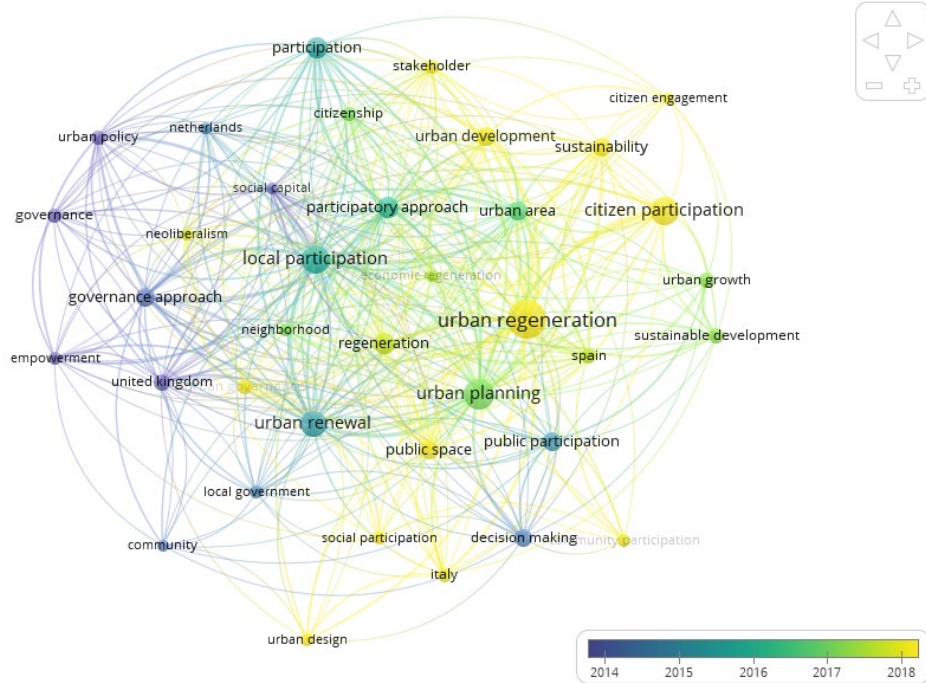 participation
stakeholder
citizen engagement
citizenship
netherlands
urban policy
urban development
sustainability
social capital
participatory approach
urban area
citizen participation
governance
neoliberalism
local participation
economic regeneration
urban growth
governance approach
urban regeneration
neighborhood
regeneration
sustainable development
empowerment
spain
united kingdom
urban planning
urban renewal
public space
public participation
local government
social participation
decision making
participation
community
italy
urban design
2014 2015 2016 2017 2018